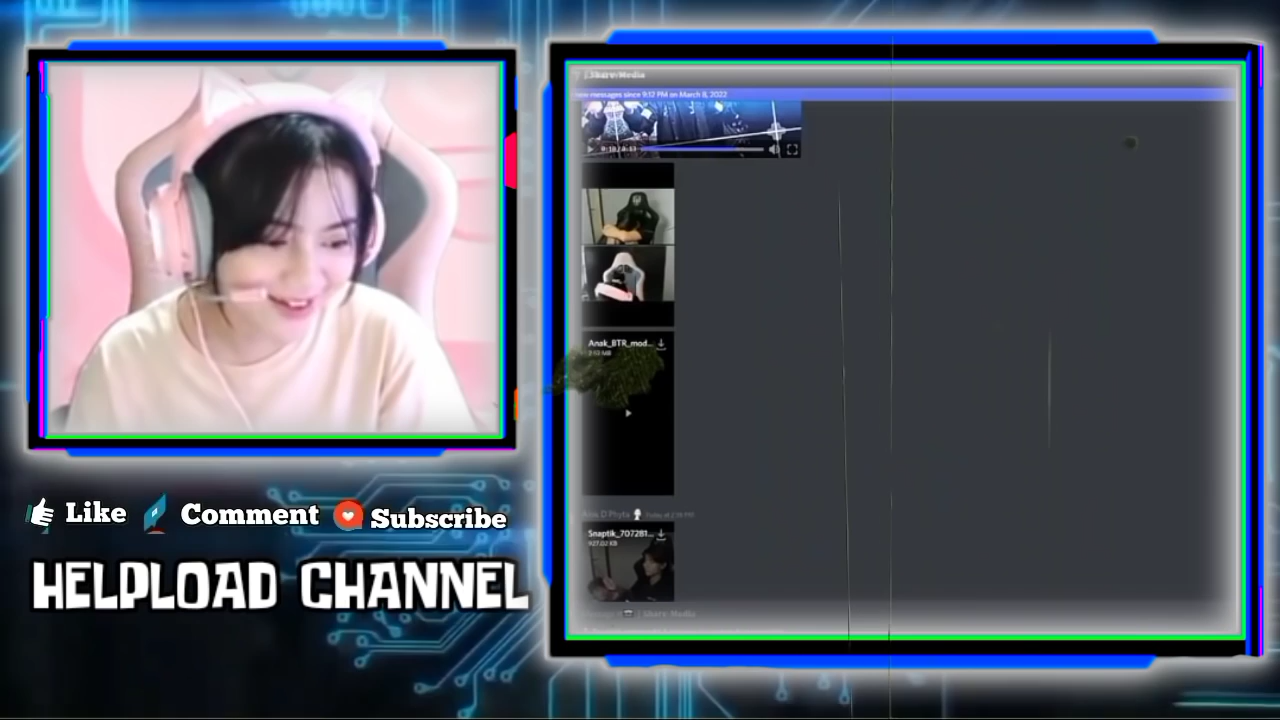 Share Media
new messages since 9:12 PM on March 8, 2022
Anak_BTR_mod...
Snaptik_707281...
927.02 KB
Share Media
Like
Comment
Subscribe
HELPLOAD CHANNEL